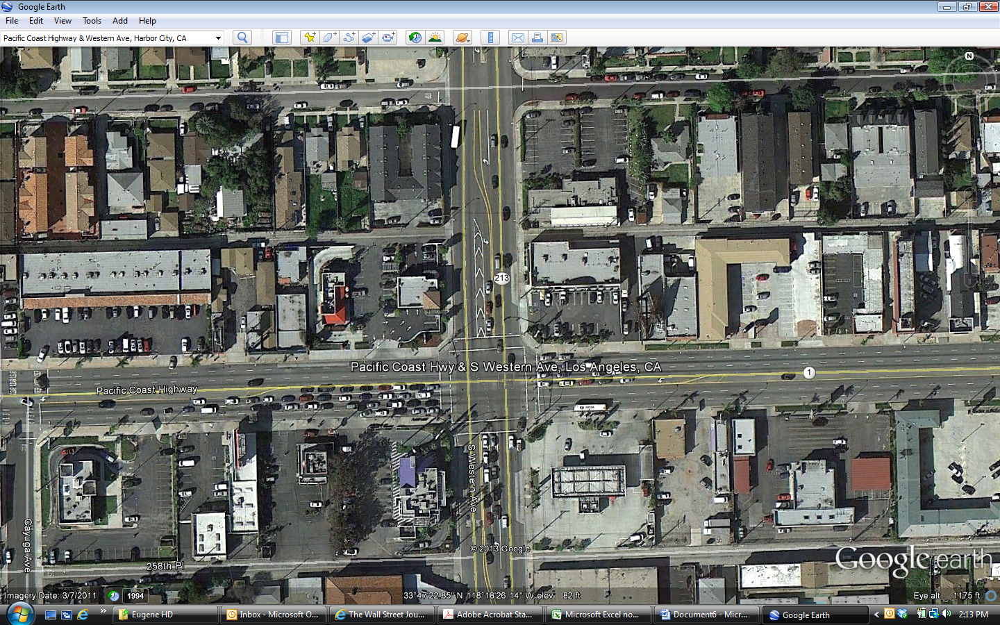 Google Earth
File Edit View Tools Add Help
Pacific Coast Highway & Western Ave, Harbor City, CA
N
213
Pacific Coast Hwy & S Western Ave, Los Angeles, CA
1
Pacific Coast Highway
S Western Ave
Cayuga Ave
© 2013 Google
258th Pl
Google earth
Imagery Date: 3/7/2011 1994 33°47'22.85" N 118°18'26.14" W elev 82 ft Eye alt 1175 ft
Eugene HD Inbox - Microsoft O... The Wall Street Jou... Adobe Acrobat Sta... Microsoft Excel no... Document6 - Micr... Google Earth 2:13 PM